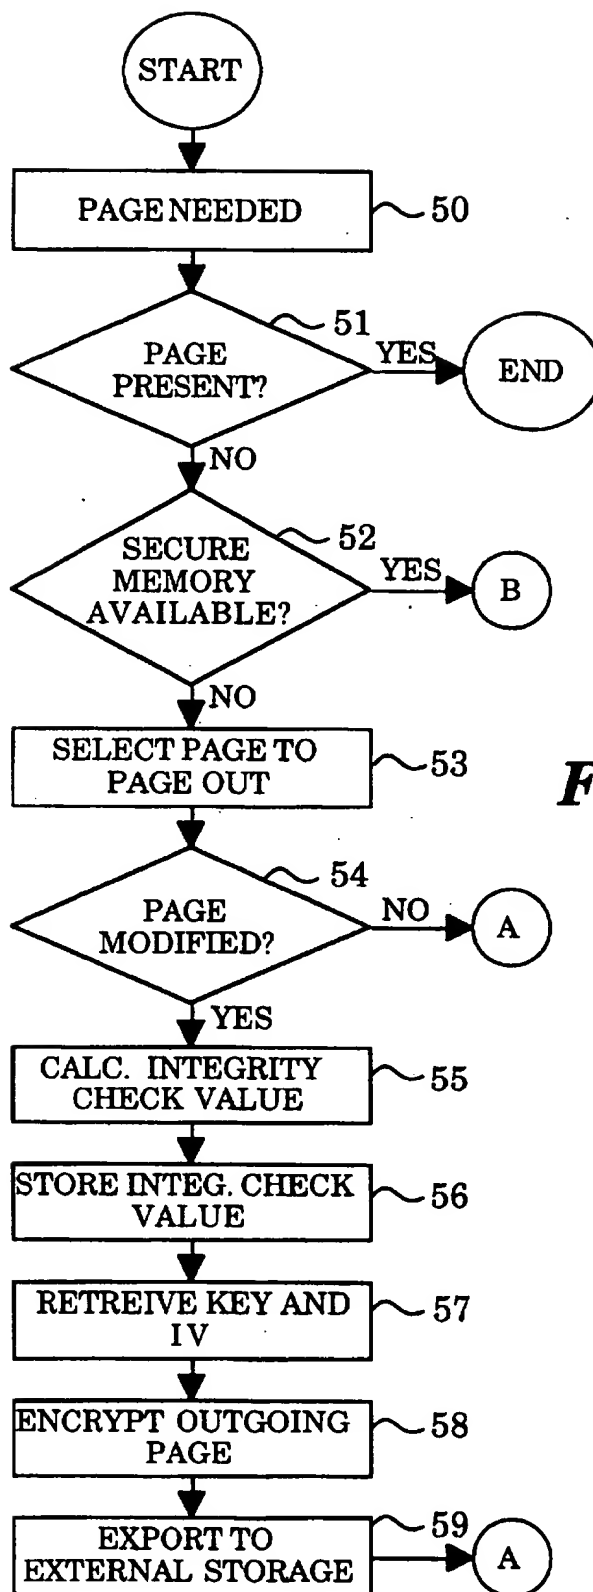 START
PAGE NEEDED
50
51
PAGE
PRESENT?
YES
END
NO
52
SECURE
MEMORY
AVAILABLE?
YES
B
NO
SELECT PAGE TO
PAGE OUT
53
F
54
PAGE
MODIFIED?
NO
A
YES
CALC. INTEGRITY
CHECK VALUE
55
STORE INTEG. CHECK
VALUE
56
RETREIVE KEY AND
IV
57
ENCRYPT OUTGOING
PAGE
58
59
EXPORT TO
EXTERNAL STORAGE
A